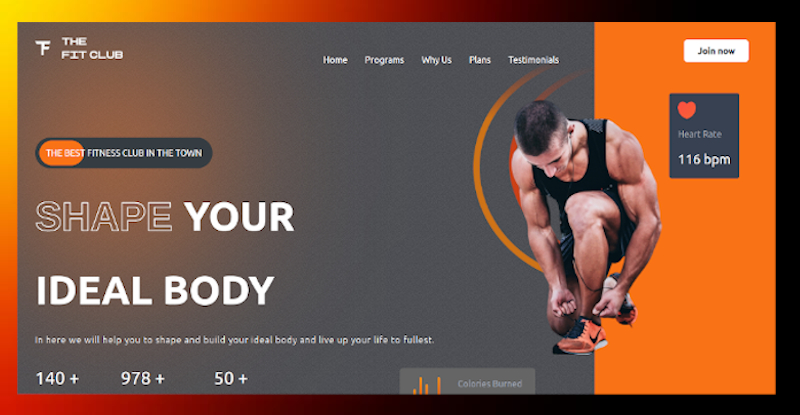 THE
FIT CLUB
Home Programs Why Us Plans Testimonials
Join now
Heart Rate
116 bpm
THE BEST FITNESS CLUB IN THE TOWN
SHAPE YOUR
IDEAL BODY
In here we will help you to shape and build your ideal body and live up your life to fullest.
140 + 978 + 50 +
Colories Burned